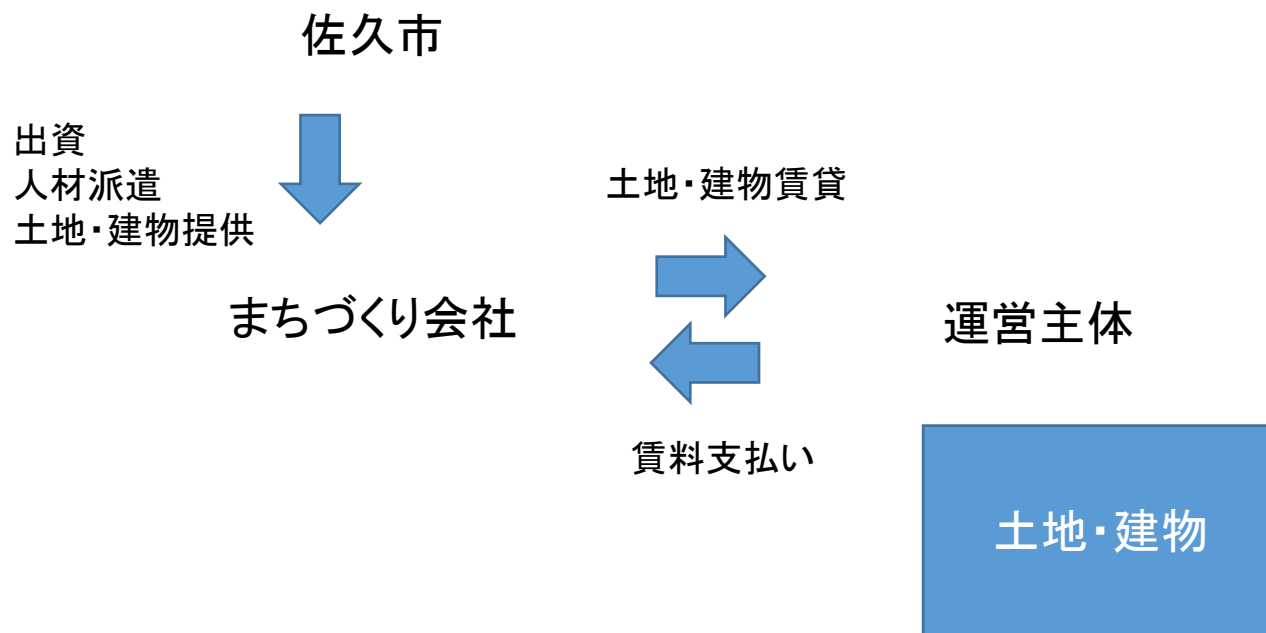 佐久市
出資
人材派遣
土地・建物提供
土地・建物賃貸
まちづくり会社
運営主体
賃料支払い
土地・建物